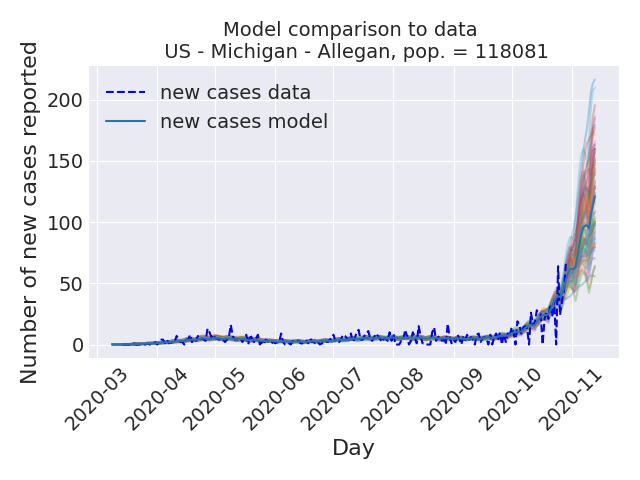 Model comparison to data
US - Michigan - Allegan, pop. = 118081
Number of new cases reported
200
150
100
50
0
new cases data
new cases model
2020-03
2020-04
2020-05
2020-06
2020-07
2020-08
2020-09
2020-10
2020-11
Day